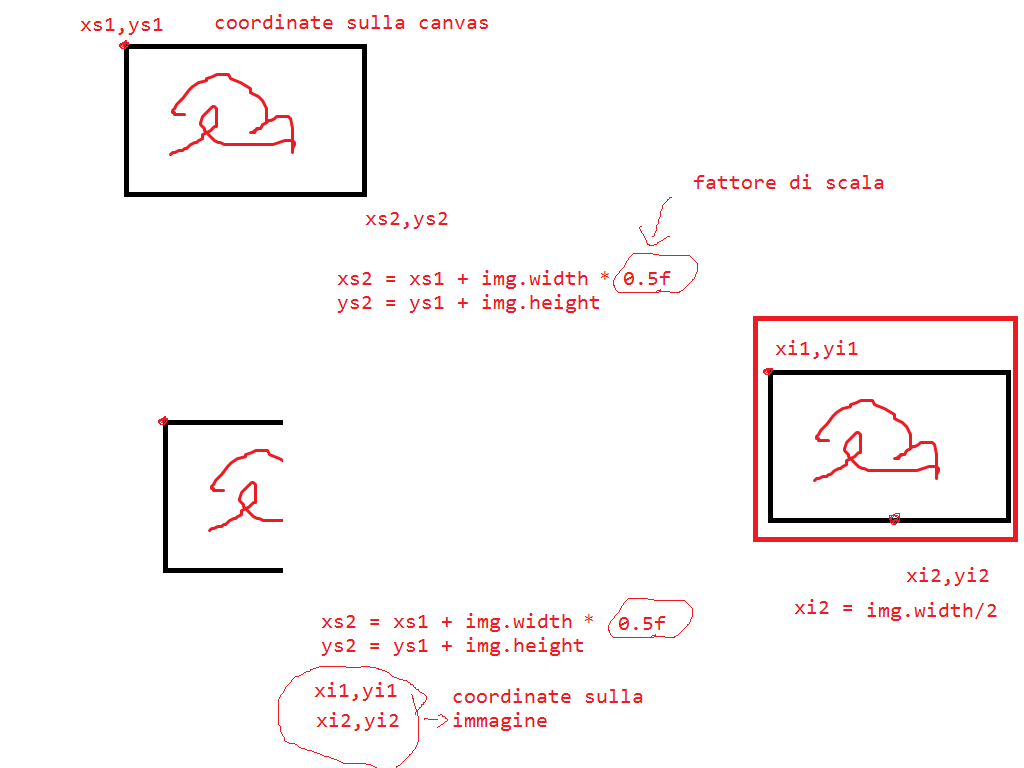 xs1,ys1
coordinate sulla canvas
xs2,ys2
fattore di scala
xs2 = xs1 + img.width * 0.5f
ys2 = ys1 + img.height
xi1,yi1
xi2,yi2
xi2 = img.width/2
xs2 = xs1 + img.width * 0.5f
ys2 = ys1 + img.height
xi1,yi1
xi2,yi2
coordinate sulla
immagine